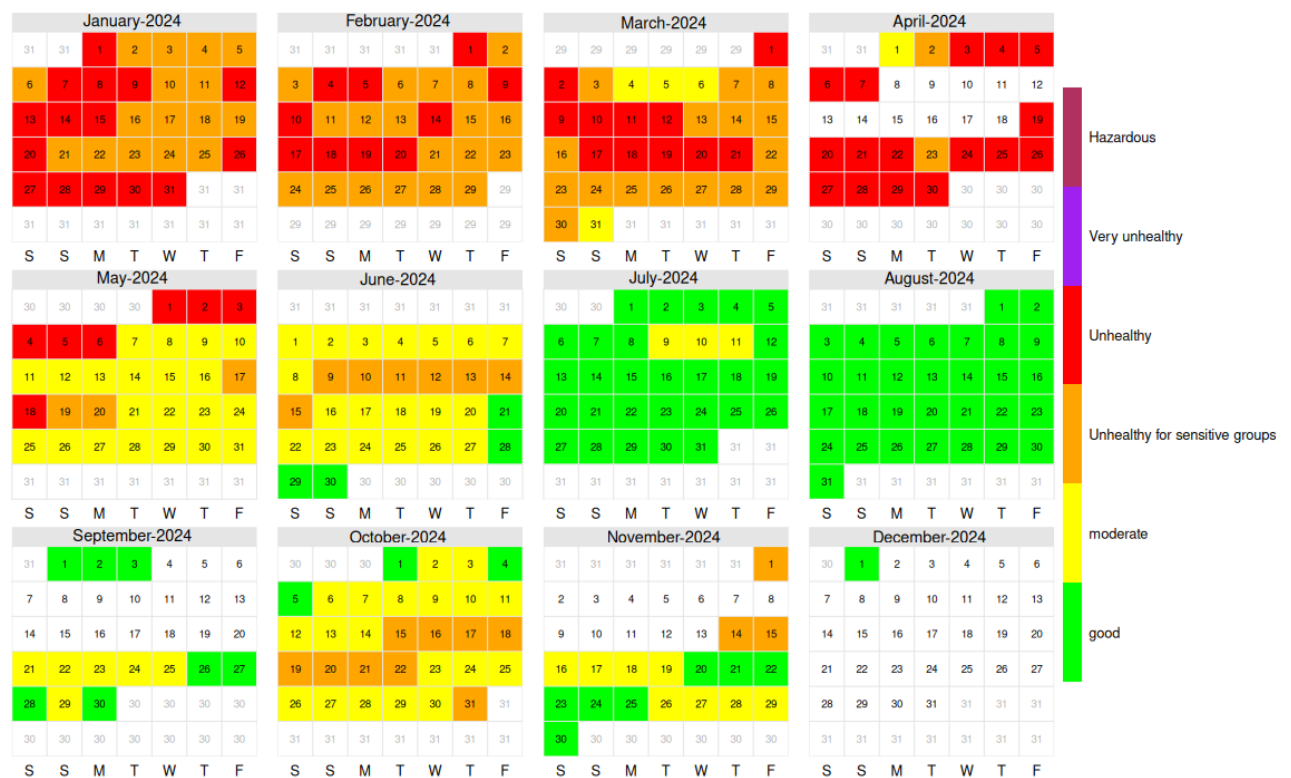 January-2024 February-2024 March-2024 April-2024
31 31 1 2 3 4 5 31 31 31 31 31 1 2 29 29 29 29 29 29 1 31 31 1 2 3 4 5
6 7 8 9 10 11 12 3 4 5 6 7 8 9 2 3 4 5 6 7 8 6 7 8 9 10 11 12
13 14 15 16 17 18 19 10 11 12 13 14 15 16 9 10 11 12 13 14 15 13 14 15 16 17 18 19
Hazardous
20 21 22 23 24 25 26 17 18 19 20 21 22 23 16 17 18 19 20 21 22 20 21 22 23 24 25 26
27 28 29 30 31 31 31 24 25 26 27 28 29 29 23 24 25 26 27 28 29 27 28 29 30 30 30 30
31 31 31 31 31 31 31 29 29 29 29 29 29 29 30 31 31 31 31 31 31 30 30 30 30 30 30 30
Very unhealthy
S S M T W T F S S M T W T F S S M T W T F S S M T W T F
May-2024 June-2024 July-2024 August-2024
30 30 30 30 1 2 3 31 31 31 31 31 31 31 30 30 1 2 3 4 5 31 31 31 31 31 1 2
Unhealthy
4 5 6 7 8 9 10 1 2 3 4 5 6 7 6 7 8 9 10 11 12 3 4 5 6 7 8 9
11 12 13 14 15 16 17 8 9 10 11 12 13 14 13 14 15 16 17 18 19 10 11 12 13 14 15 16
18 19 20 21 22 23 24 15 16 17 18 19 20 21 20 21 22 23 24 25 26 17 18 19 20 21 22 23
Unhealthy for sensitive groups
25 26 27 28 29 30 31 22 23 24 25 26 27 28 27 28 29 30 31 31 31 24 25 26 27 28 29 30
31 31 31 31 31 31 31 29 30 30 30 30 30 30 31 31 31 31 31 31 31 31 31 31 31 31 31 31
S S M T W T F S S M T W T F S S M T W T F S S M T W T F
moderate
September-2024 October-2024 November-2024 December-2024
31 1 2 3 4 5 6 30 30 30 1 2 3 4 31 31 31 31 31 31 1 30 1 2 3 4 5 6
7 8 9 10 11 12 13 5 6 7 8 9 10 11 2 3 4 5 6 7 8 7 8 9 10 11 12 13
14 15 16 17 18 19 20 12 13 14 15 16 17 18 9 10 11 12 13 14 15 14 15 16 17 18 19 20
good
21 22 23 24 25 26 27 19 20 21 22 23 24 25 16 17 18 19 20 21 22 21 22 23 24 25 26 27
28 29 30 30 30 30 30 26 27 28 29 30 31 31 23 24 25 26 27 28 29 28 29 30 31 31 31 31
30 30 30 30 30 30 30 31 31 31 31 31 31 31 30 30 30 30 30 30 30 31 31 31 31 31 31 31
S S M T W T F S S M T W T F S S M T W T F S S M T W T F